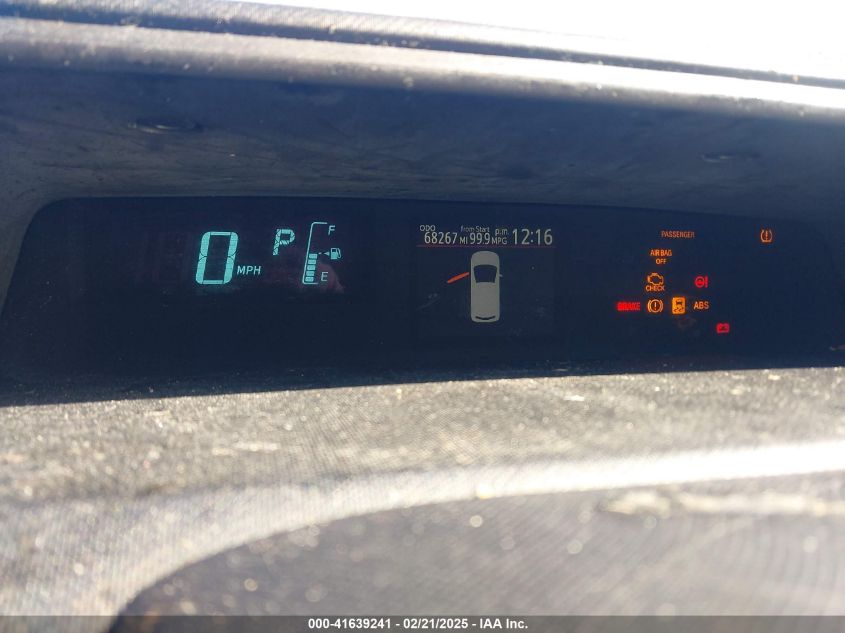 0 MPH
P
F
E
ODO from Start p.m.
68267 MI 99.9 MPG 12:16
PASSENGER
AIR BAG
OFF
CHECK
BRAKE
ABS
000-41639241 - 02/21/2025 - IAA Inc.